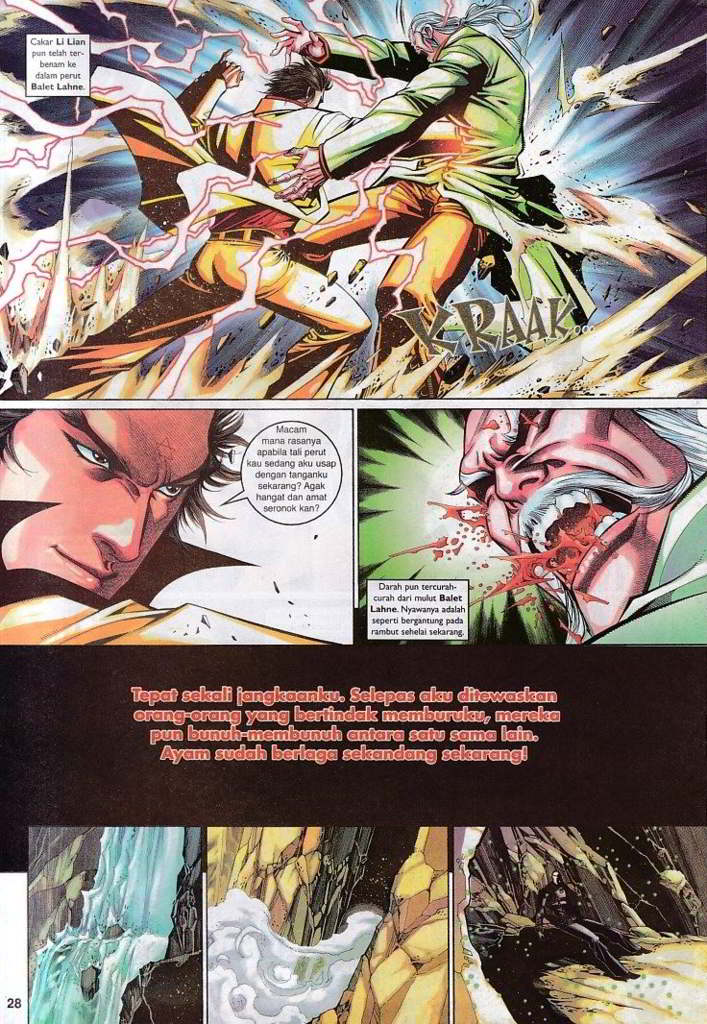 Cakar Li Lian
pun telah ter-
benam ke
dalam perut
Balet Lahne.
KRAAK...
Macam
mana rasanya
apabila tali perut
kau sedang aku usap
dengan tanganku
sekarang? Agak
hangat dan amat
seronok kan?
Darah pun tercurah-
curah dari mulut Balet
Lahne. Nyawanya adalah
seperti bergantung pada
rambut sehelai sekarang.
Tepat sekali jangkaanku. Selepas aku ditewaskan
orang-orang yang bertindak memburuku, mereka
pun bunuh-membunuh antara satu sama lain.
Ayam sudah berlaga sekandang sekarang!
28